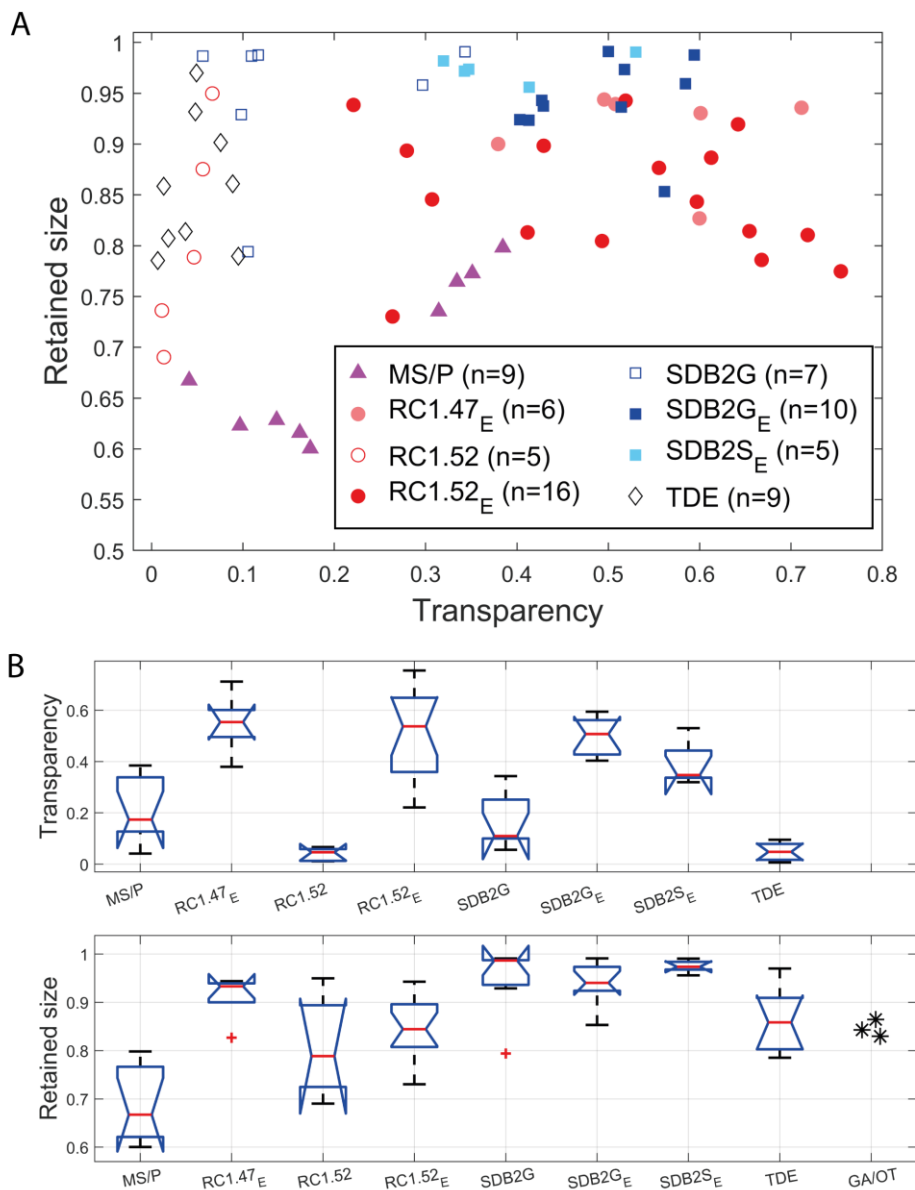 A
Retained size
1
0.95
0.9
0.85
0.8
0.75
0.7
0.65
0.6
0.55
0.5
0 0.1 0.2 0.3 0.4 0.5 0.6 0.7 0.8
Transparency
MS/P (n=9)
RC1.47E (n=6)
RC1.52 (n=5)
RC1.52E (n=16)
SDB2G (n=7)
SDB2GE (n=10)
SDB2SE (n=5)
TDE (n=9)
B
Transparency
0.6
0.4
0.2
0
MS/P RC1.47E RC1.52 RC1.52E SDB2G SDB2GE SDB2SE TDE
Retained size
1
0.9
0.8
0.7
0.6
MS/P RC1.47E RC1.52 RC1.52E SDB2G SDB2GE SDB2SE TDE GA/OT